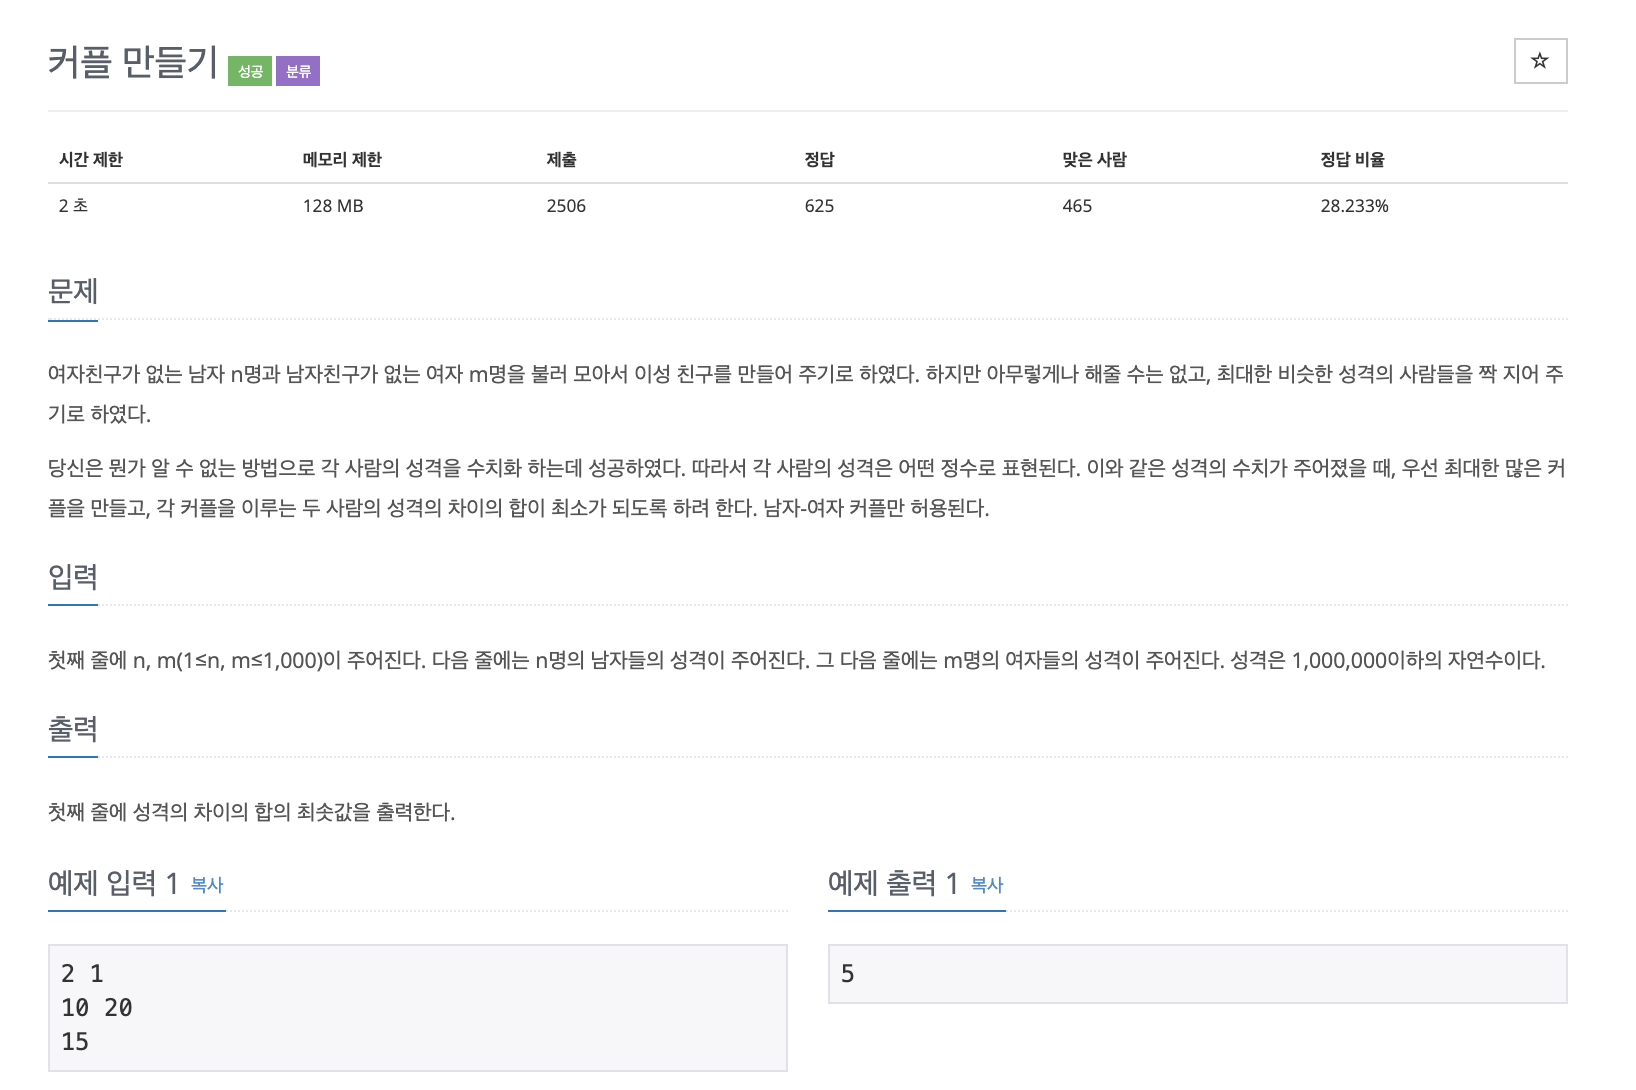 커플 만들기 성공 분류
☆
시간 제한 메모리 제한 제출 정답 맞은 사람 정답 비율
2 초 128 MB 2506 625 465 28.233%
문제
여자친구가 없는 남자 n명과 남자친구가 없는 여자 m명을 불러 모아서 이성 친구를 만들어 주기로 하였다. 하지만 아무렇게나 해줄 수는 없고, 최대한 비슷한 성격의 사람들을 짝 지어 주
기로 하였다.
당신은 뭔가 알 수 없는 방법으로 각 사람의 성격을 수치화 하는데 성공하였다. 따라서 각 사람의 성격은 어떤 정수로 표현된다. 이와 같은 성격의 수치가 주어졌을 때, 우선 최대한 많은 커
플을 만들고, 각 커플을 이루는 두 사람의 성격의 차이의 합이 최소가 되도록 하려 한다. 남자-여자 커플만 허용된다.
입력
첫째 줄에 n, m(1≤n, m≤1,000)이 주어진다. 다음 줄에는 n명의 남자들의 성격이 주어진다. 그 다음 줄에는 m명의 여자들의 성격이 주어진다. 성격은 1,000,000이하의 자연수이다.
출력
첫째 줄에 성격의 차이의 합의 최솟값을 출력한다.
예제 입력 1 복사
2 1
10 20
15
예제 출력 1 복사
5